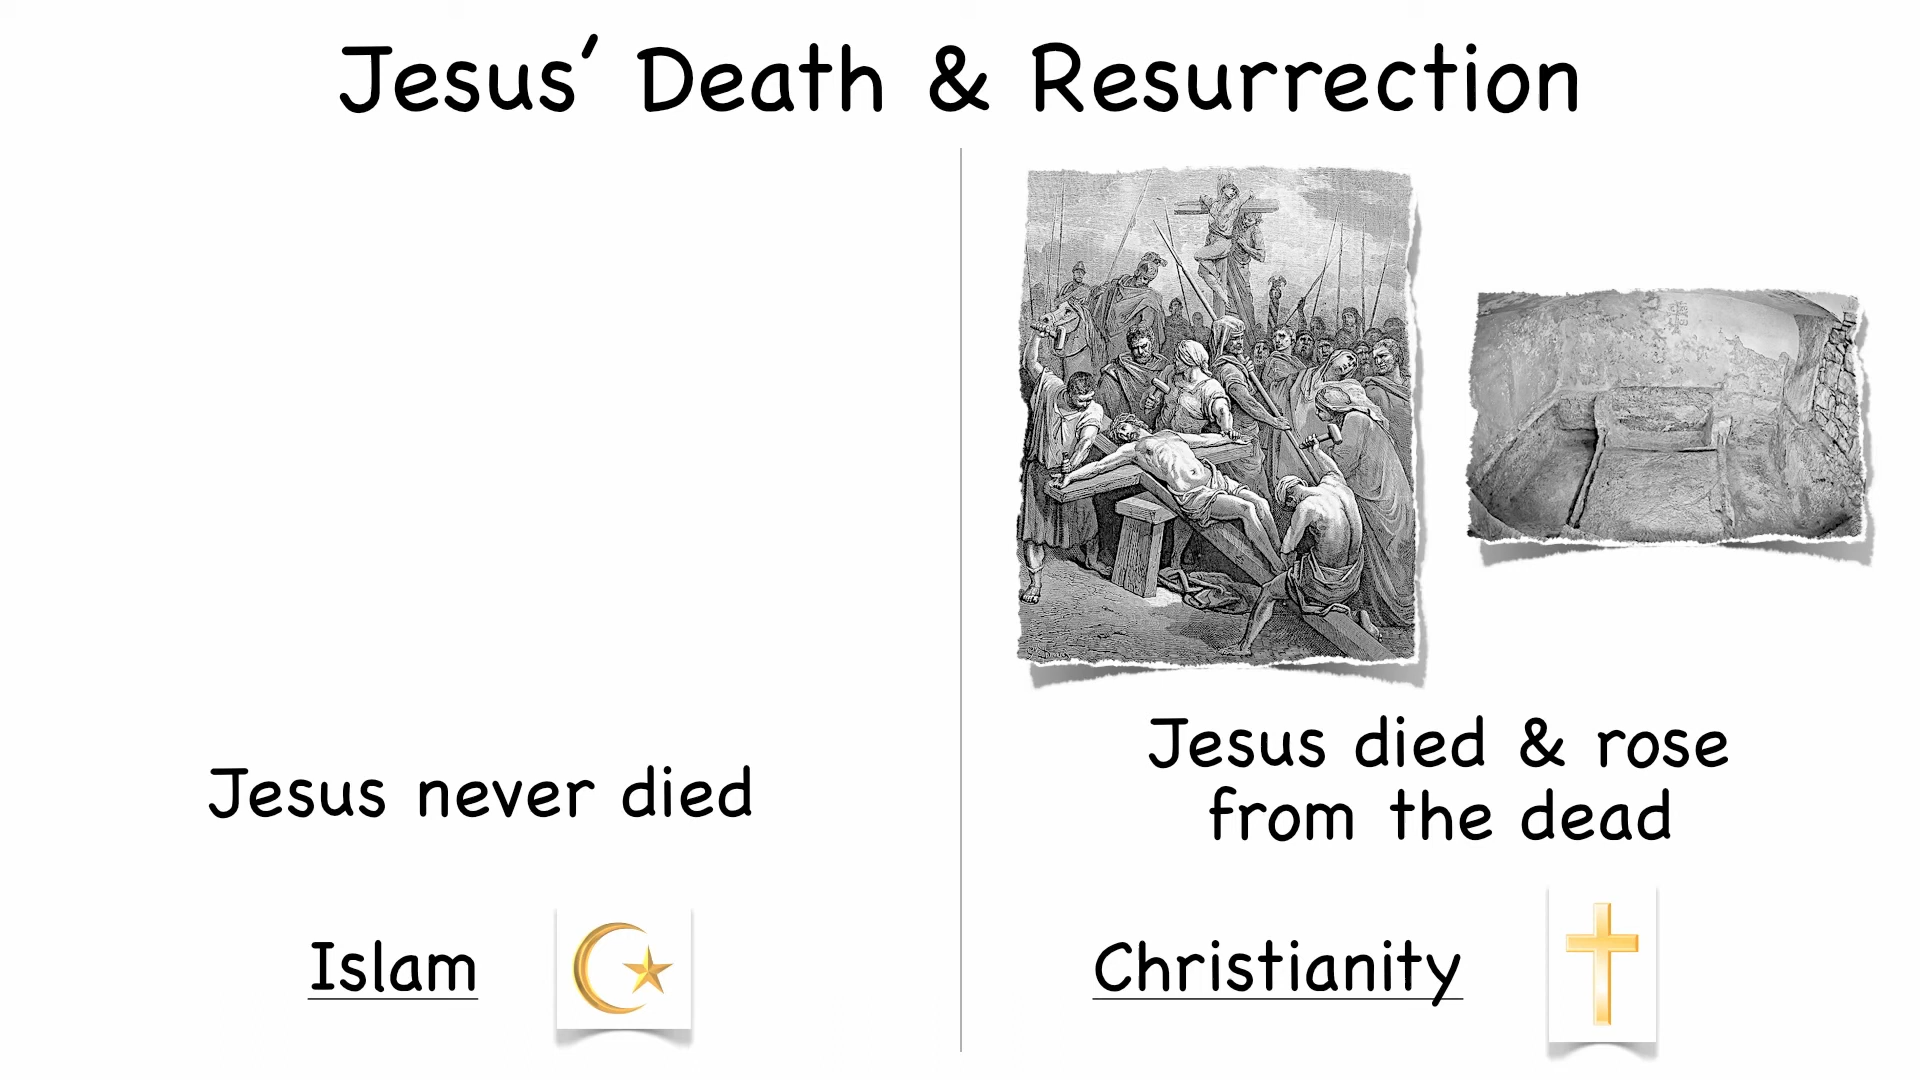 Jesus’ Death & Resurrection
Jesus never died
Jesus died & rose
from the dead
Islam
Christianity